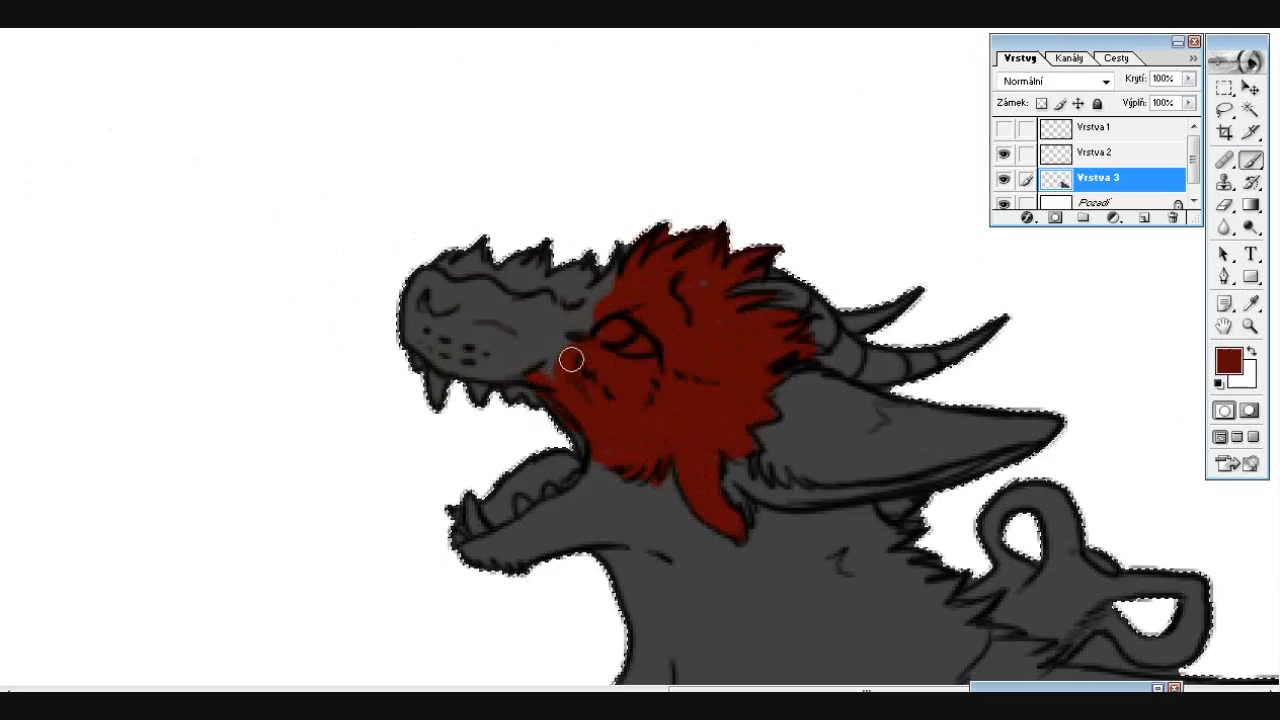 Vrstvy Kanály Cesty
Normální Krytí: 100%
Zámek: Výplň: 100%
Vrstva 1
Vrstva 2
Vrstva 3
Pozadí
T